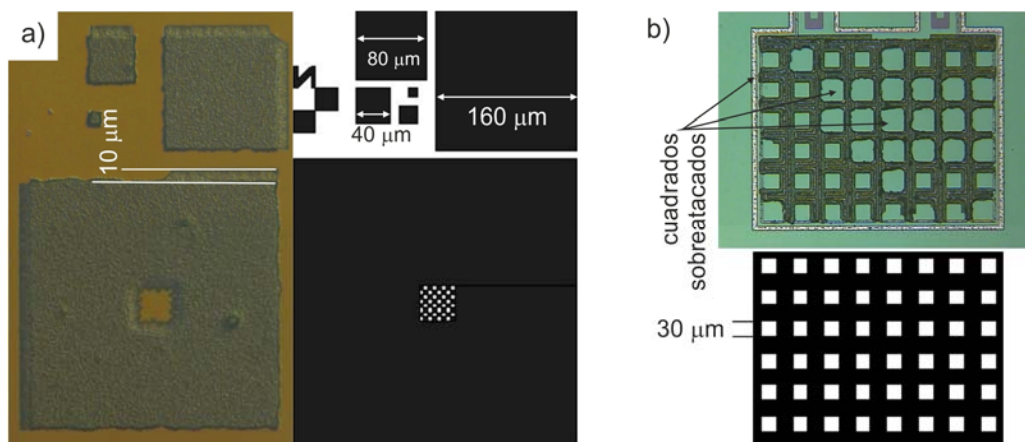 a)
80 μm
40 μm
160 μm
10 μm
b)
cuadrados
sobreatacados
30 μm